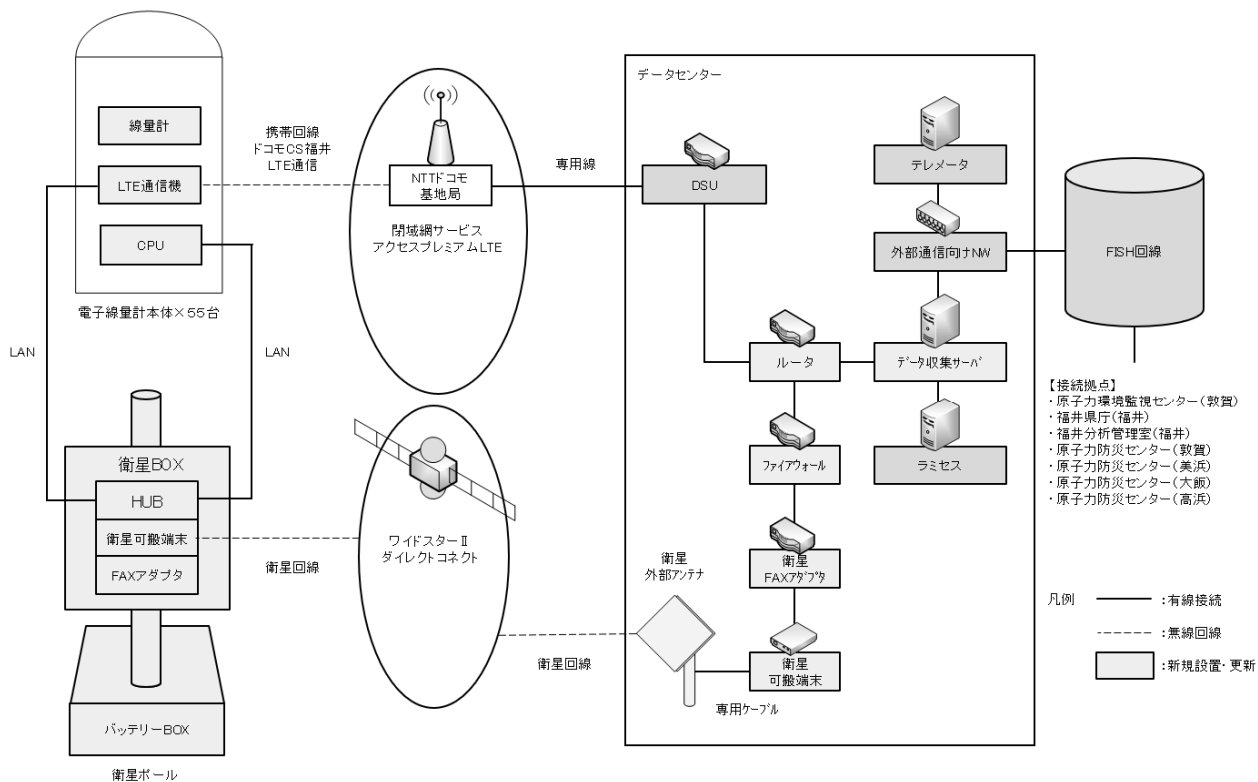 線量計
LTE通信機
CPU
電子線量計本体×55台
LAN
LAN
衛星BOX
HUB
衛星可搬端末
FAXアダプタ
バッテリーBOX
衛星ポール
携帯回線
ドコモCS福井
LTE通信
NTTドコモ
基地局
閉域網サービス
アクセスプレミアムLTE
専用線
衛星回線
ワイドスターⅡ
ダイレクトコネクト
衛星回線
データセンター
DSU
テレメータ
外部通信向けNW
ルータ
データ収集サーバ
ファイアウォール
ラミセス
衛星
外部アンテナ
衛星
FAXアダプタ
衛星
可搬端末
専用ケーブル
FISH回線
【接続拠点】
・原子力環境監視センター(敦賀)
・福井県庁(福井)
・福井分析管理室(福井)
・原子力防災センター(敦賀)
・原子力防災センター(美浜)
・原子力防災センター(大飯)
・原子力防災センター(高浜)
凡例
:有線接続
:無線回線
:新規設置・更新